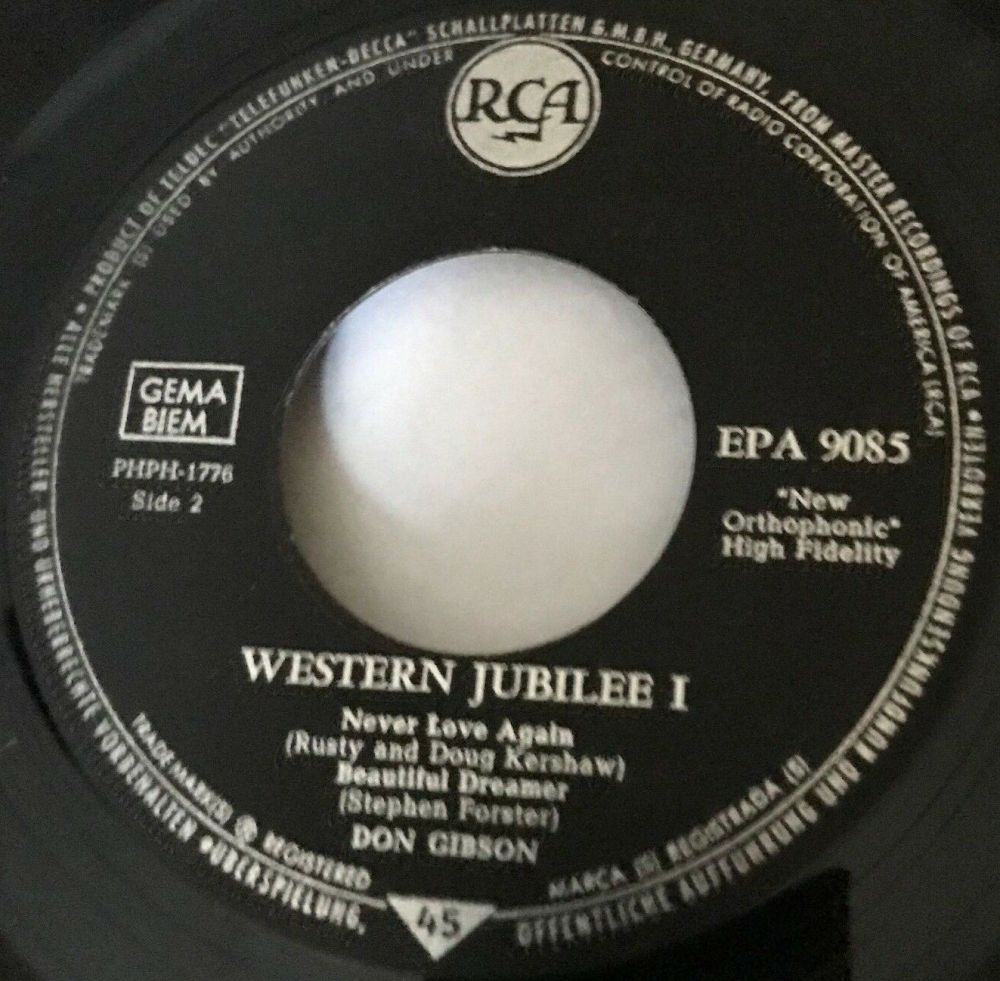 • PRODUCT OF TELDEC "TELEFUNKEN-DECCA" SCHALLPLATTEN G.M.B.H., GERMANY, FROM MASTER RECORDINGS OF RCA •
TRADEMARK (S) USED BY AUTHORITY AND UNDER CONTROL OF RADIO CORPORATION OF AMERICA (RCA)
RCA
GEMA
BIEM
PHPH-1776
Side 2
EPA 9085
"New
Orthophonic"
High Fidelity
WESTERN JUBILEE I
Never Love Again
(Rusty and Doug Kershaw)
Beautiful Dreamer
(Stephen Forster)
DON GIBSON
TRADEMARK(S) ® REGISTERED
MARCA (S) REGISTRADA (S)
45
ALLE HERSTELLER- UND URHEBERRECHTE VORBEHALTEN • ÜBERSPIELUNG,
ÖFFENTLICHE AUFFÜHRUNG UND RUNDFUNKSENDUNG VERBOTEN